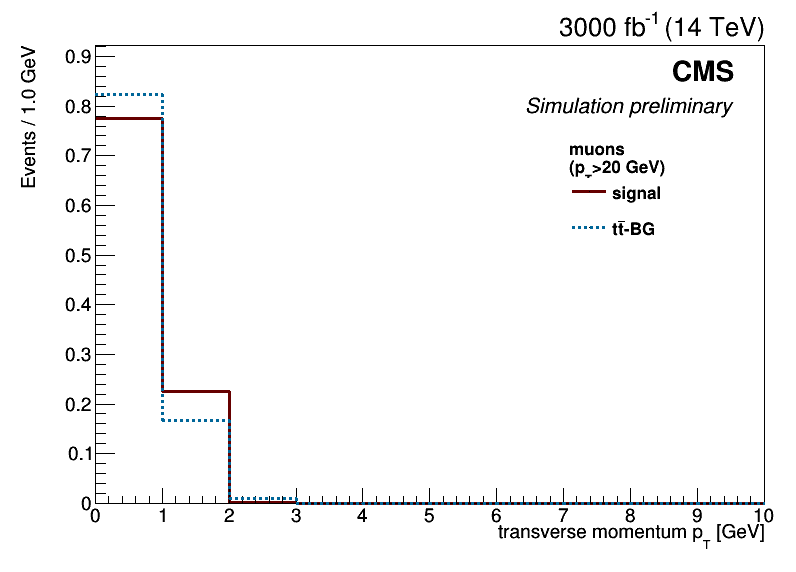 3000 fb⁻¹ (14 TeV)
CMS
Simulation preliminary
muons
(p_T>20 GeV)
signal
tt̄-BG
Events / 1.0 GeV
0.9
0.8
0.7
0.6
0.5
0.4
0.3
0.2
0.1
0
0 1 2 3 4 5 6 7 8 9 10
transverse momentum p_T [GeV]